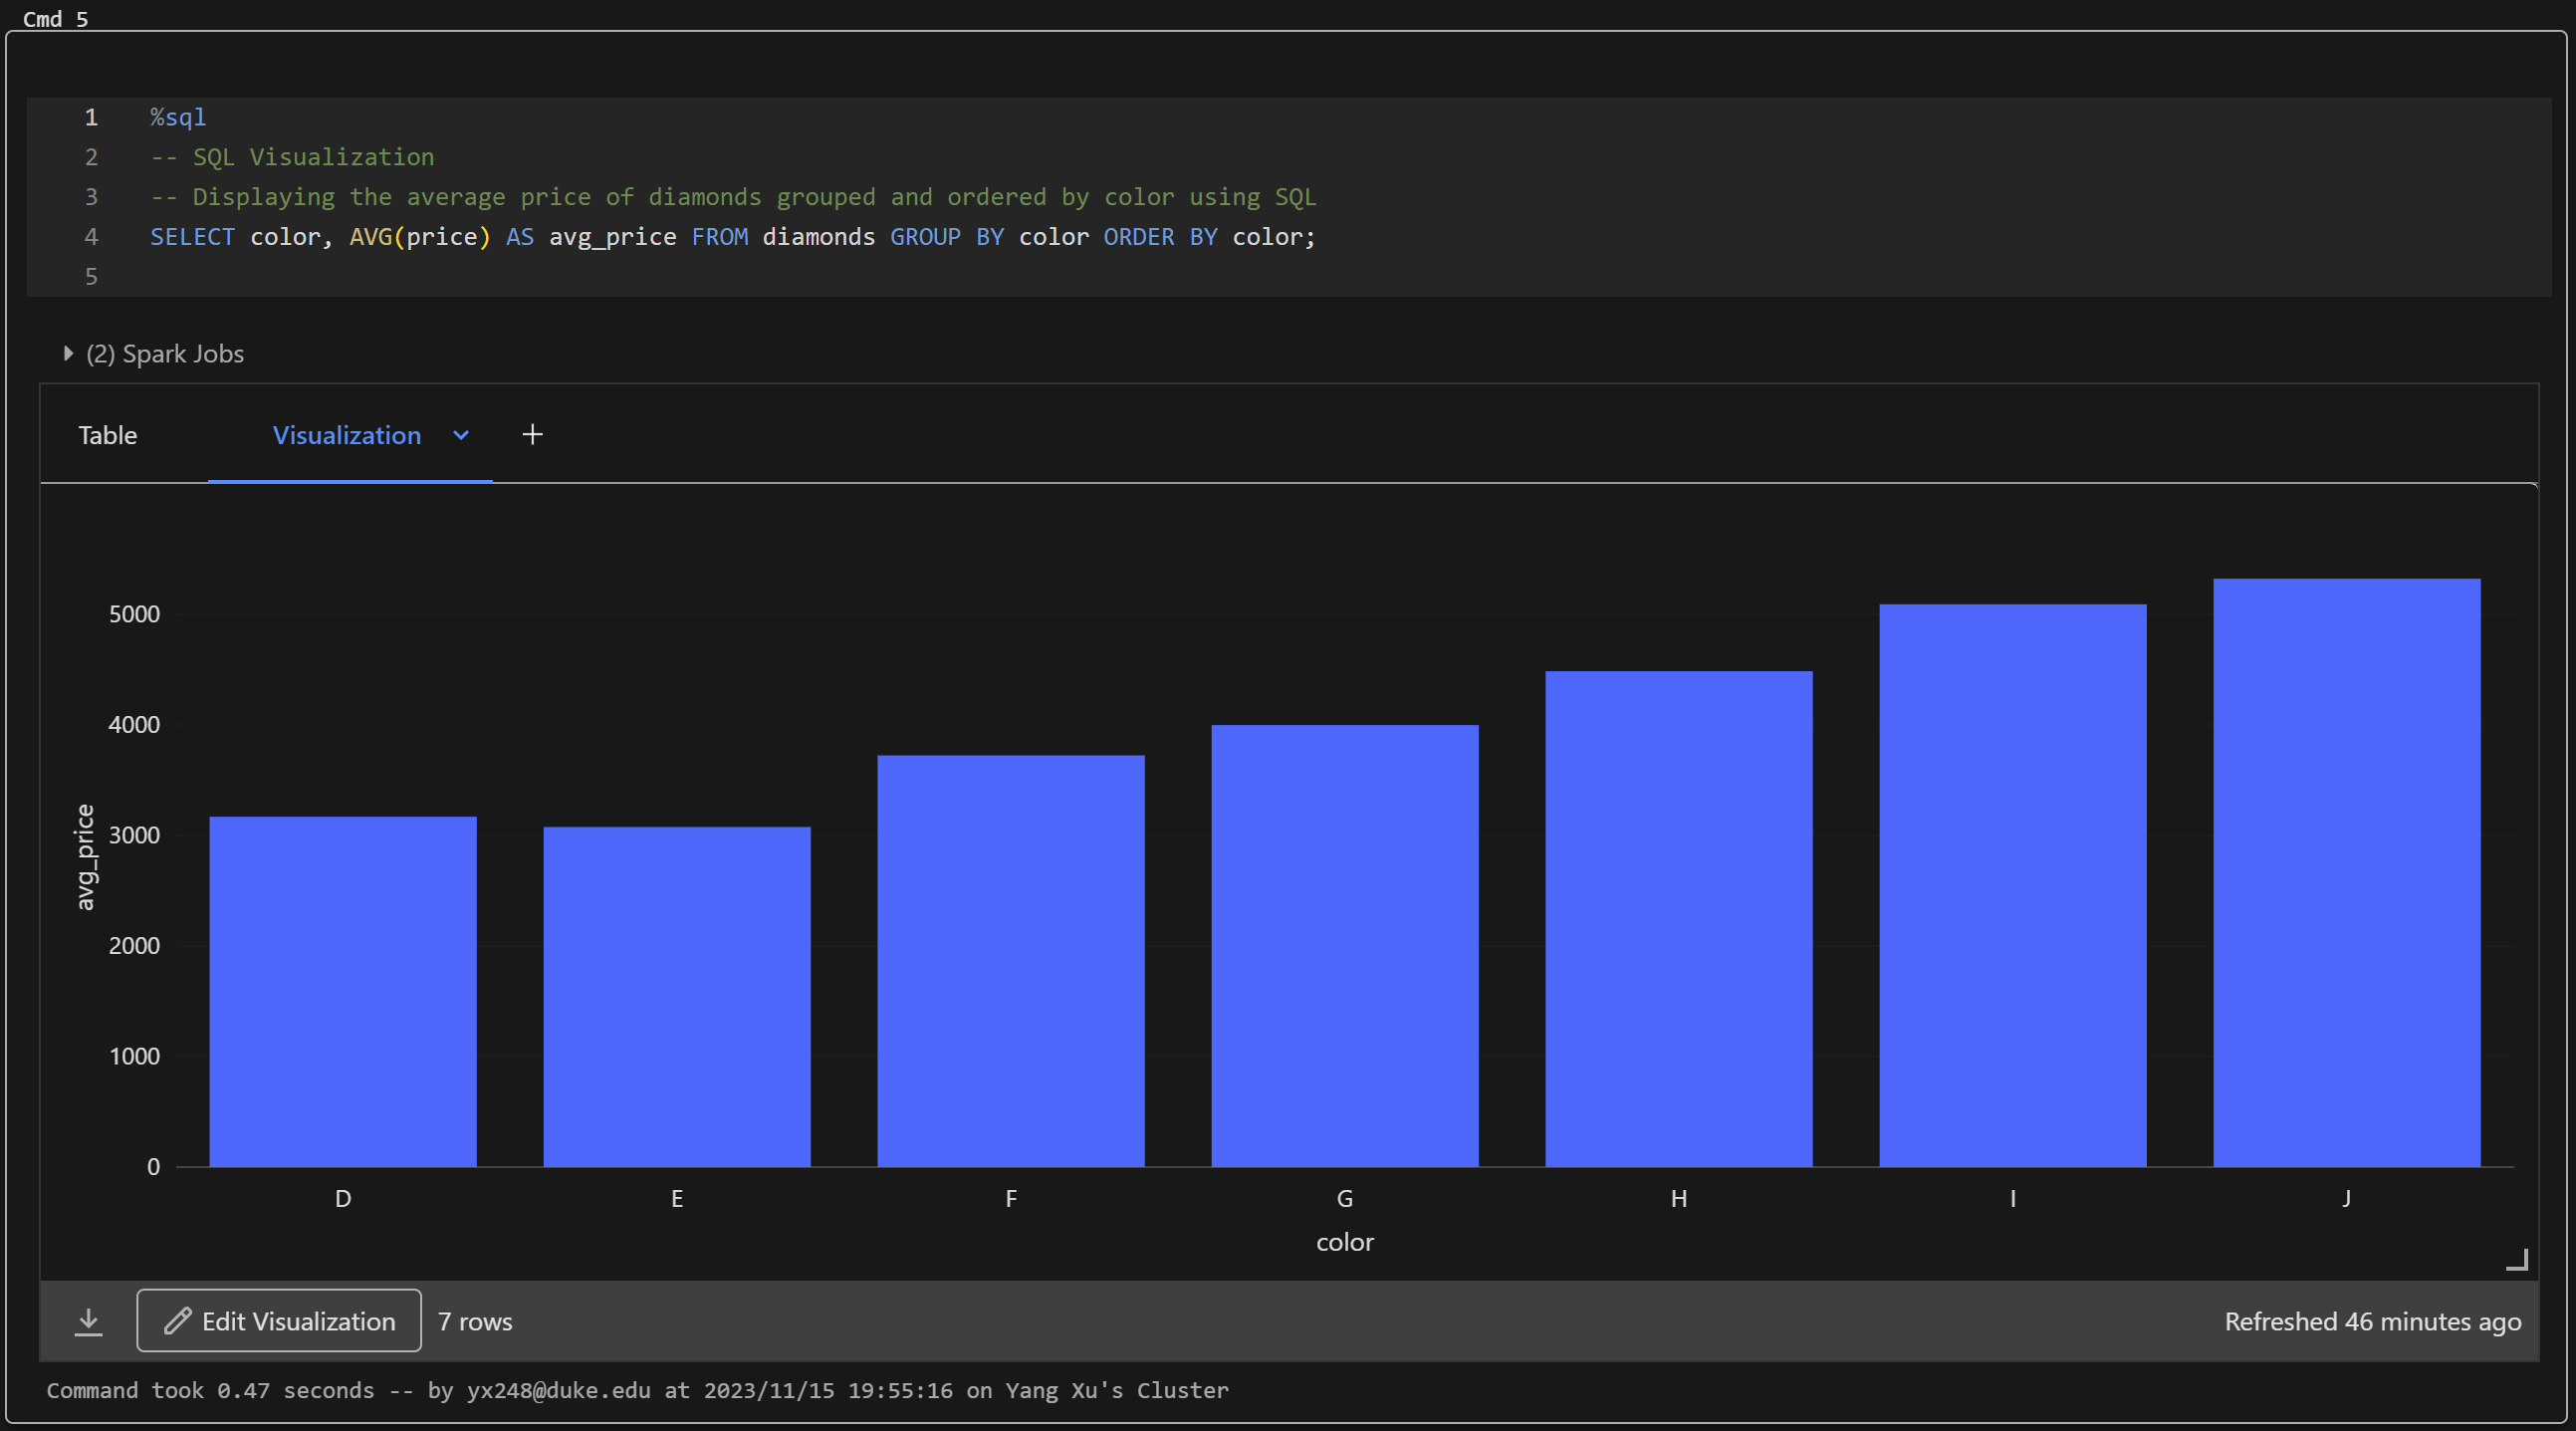 Cmd 5
1 %sql
2 -- SQL Visualization
3 -- Displaying the average price of diamonds grouped and ordered by color using SQL
4 SELECT color, AVG(price) AS avg_price FROM diamonds GROUP BY color ORDER BY color;
5
(2) Spark Jobs
Table Visualization +
5000
4000
3000
2000
1000
0
avg_price
D E F G H I J
color
Edit Visualization 7 rows Refreshed 46 minutes ago
Command took 0.47 seconds -- by yx248@duke.edu at 2023/11/15 19:55:16 on Yang Xu's Cluster